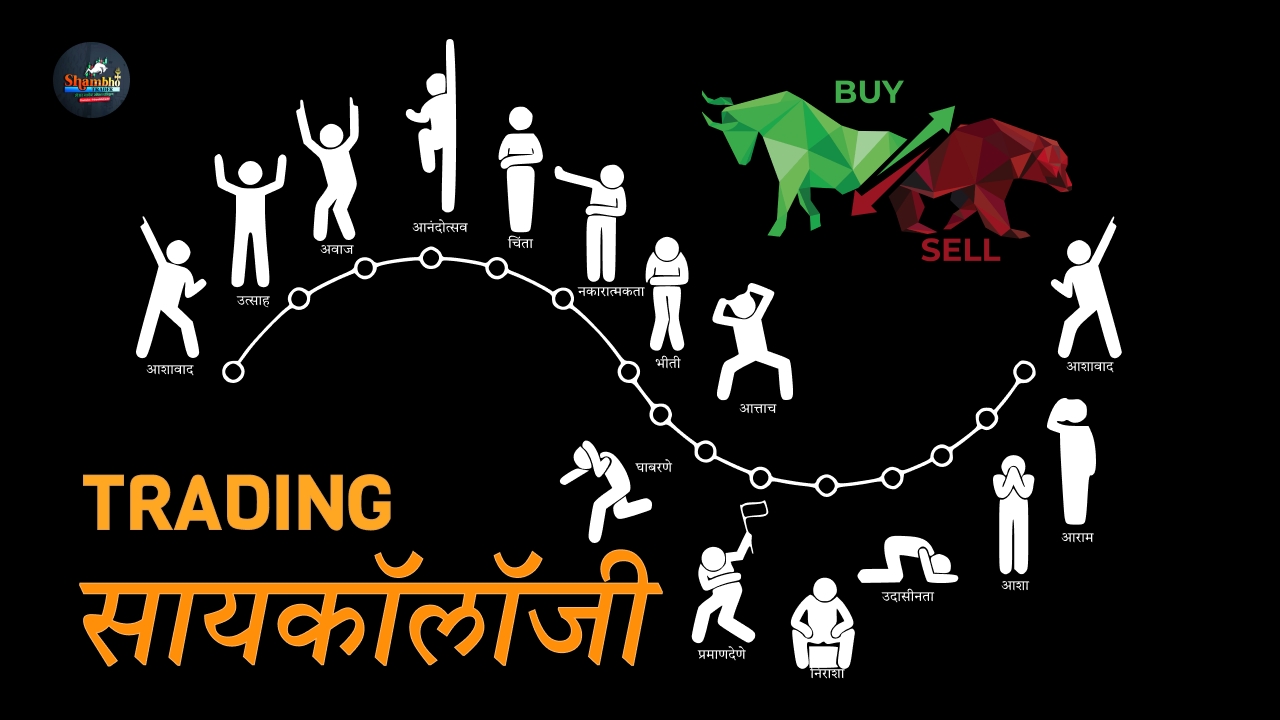 Shambho
TRADER
BUY
SELL
आनंदोत्सव
चिंता
अवाज
उत्साह
नकारात्मकता
आशावाद
भीती
आत्ताच
आशावाद
घाबरणे
TRADING
सायकॉलॉजी
आराम
आशा
उदासीनता
प्रमाणदेणे
निराशा